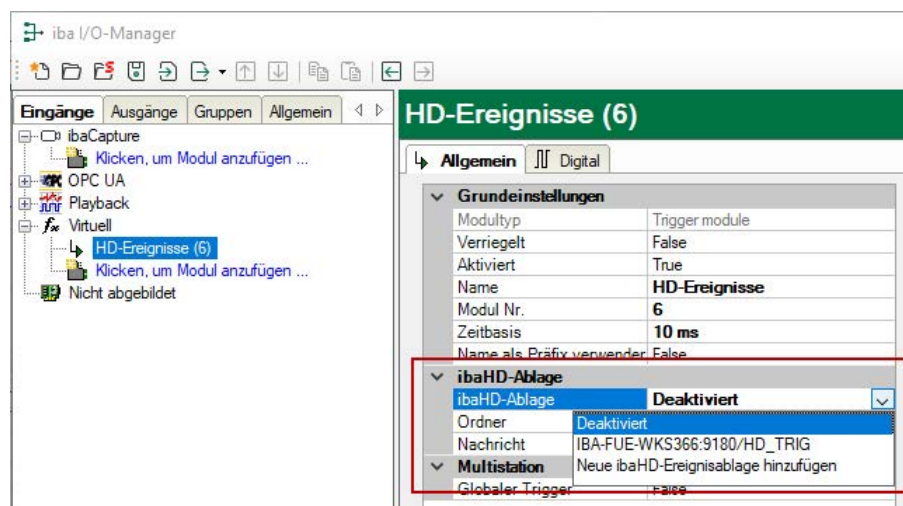 iba I/O-Manager
Eingänge Ausgänge Gruppen Allgemein
ibaCapture
Klicken, um Modul anzufügen ...
OPC UA
Playback
Virtuell
HD-Ereignisse (6)
Klicken, um Modul anzufügen ...
Nicht abgebildet
HD-Ereignisse (6)
Allgemein Digital
Grundeinstellungen
Modultyp Trigger module
Verriegelt False
Aktiviert True
Name HD-Ereignisse
Modul Nr. 6
Zeitbasis 10 ms
Name als Präfix verwenden False
ibaHD-Ablage
ibaHD-Ablage Deaktiviert
Ordner Deaktiviert
Nachricht IBA-FUE-WKS366:9180/HD_TRIG
Multistation Neue ibaHD-Ereignisablage hinzufügen
Globaler Trigger False